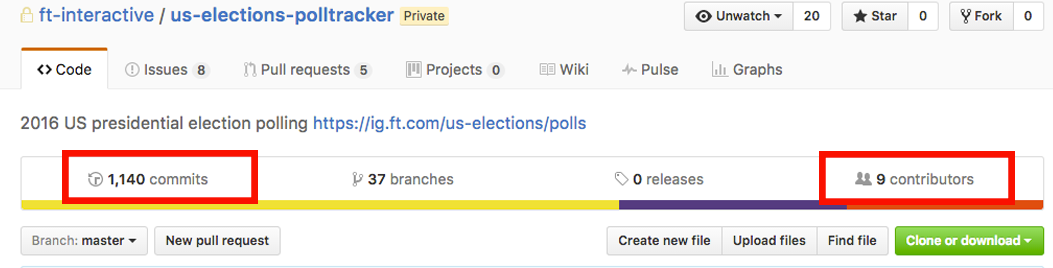 ft-interactive / us-elections-polltracker Private Unwatch 20 Star 0 Fork 0
Code Issues 8 Pull requests 5 Projects 0 Wiki Pulse Graphs
2016 US presidential election polling https://ig.ft.com/us-elections/polls
1,140 commits 37 branches 0 releases 9 contributors
Branch: master New pull request Create new file Upload files Find file Clone or download